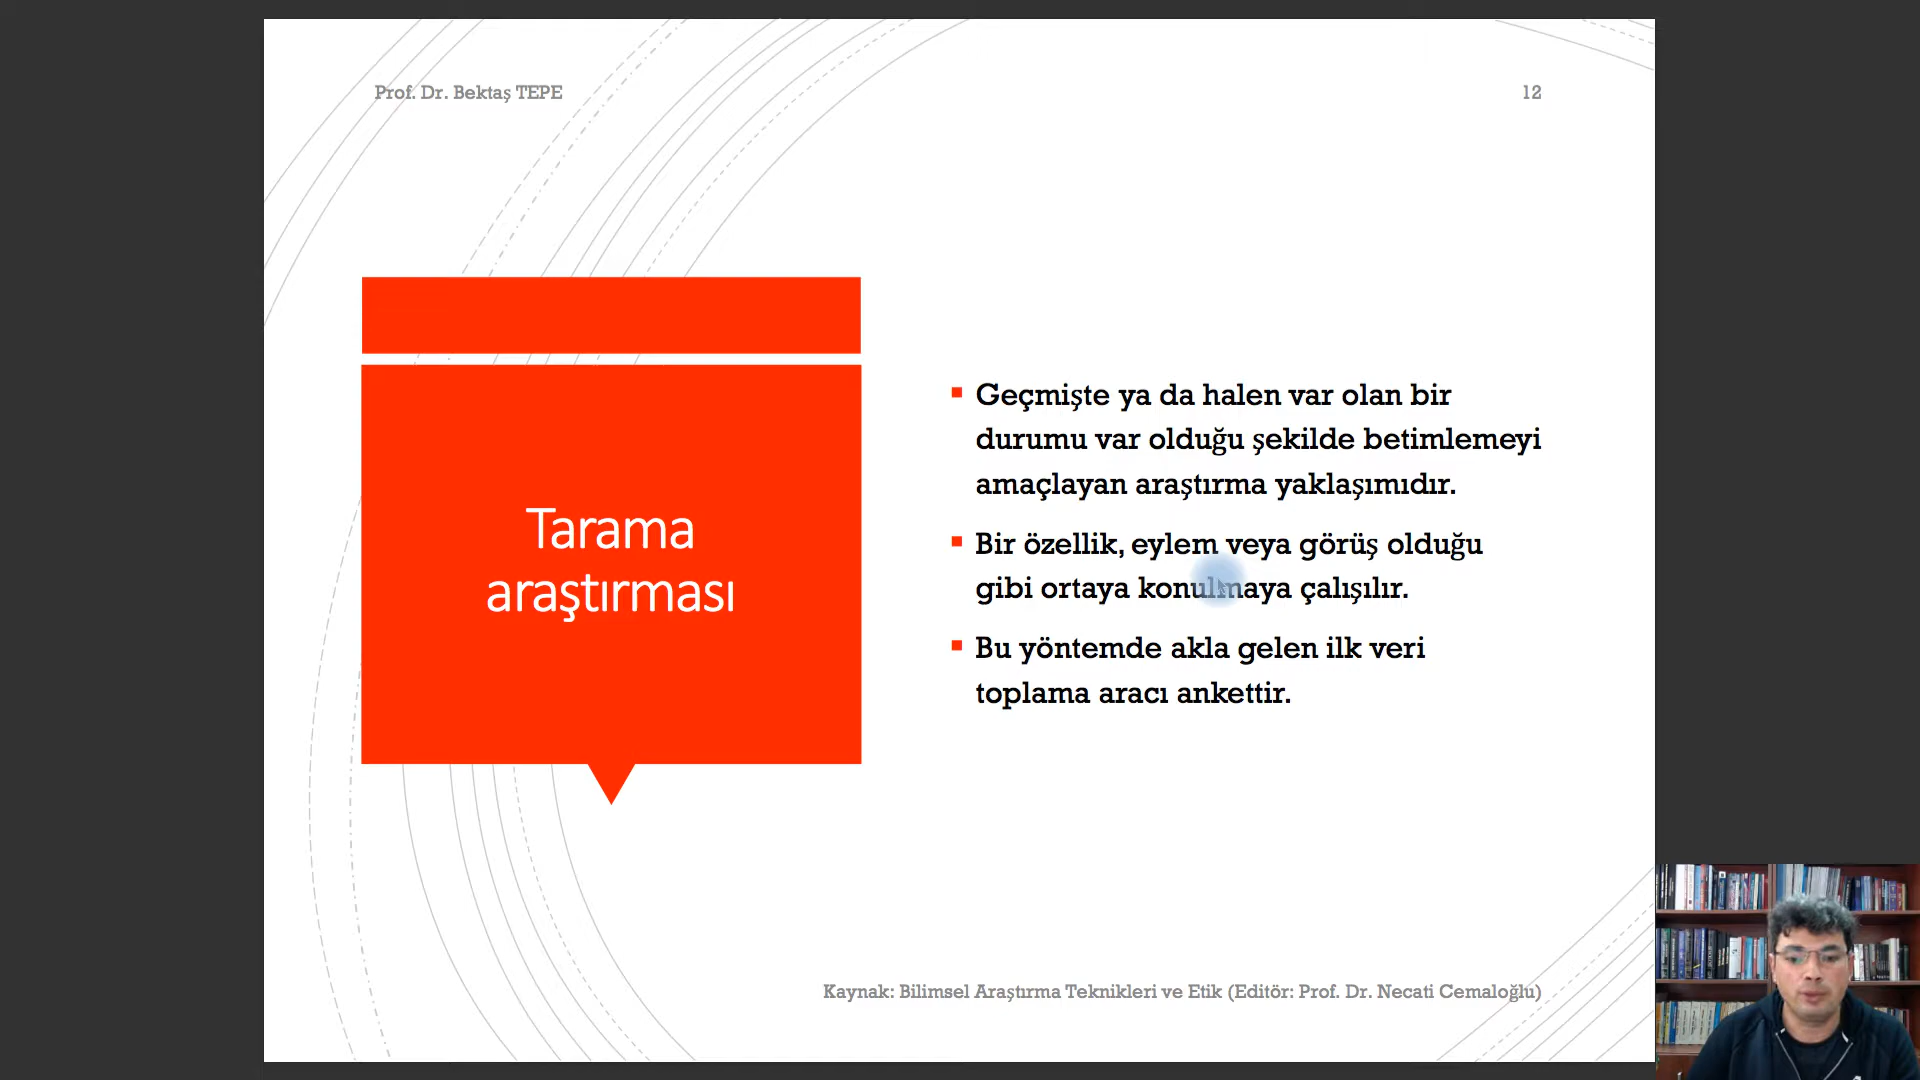 Prof. Dr. Bektaş TEPE
12
Tarama
araştırması
Geçmişte ya da halen var olan bir
durumu var olduğu şekilde betimlemeyi
amaçlayan araştırma yaklaşımıdır.
Bir özellik, eylem veya görüş olduğu
gibi ortaya konulmaya çalışılır.
Bu yöntemde akla gelen ilk veri
toplama aracı ankettir.
Kaynak: Bilimsel Araştırma Teknikleri ve Etik (Editör: Prof. Dr. Necati Cemaloğlu)